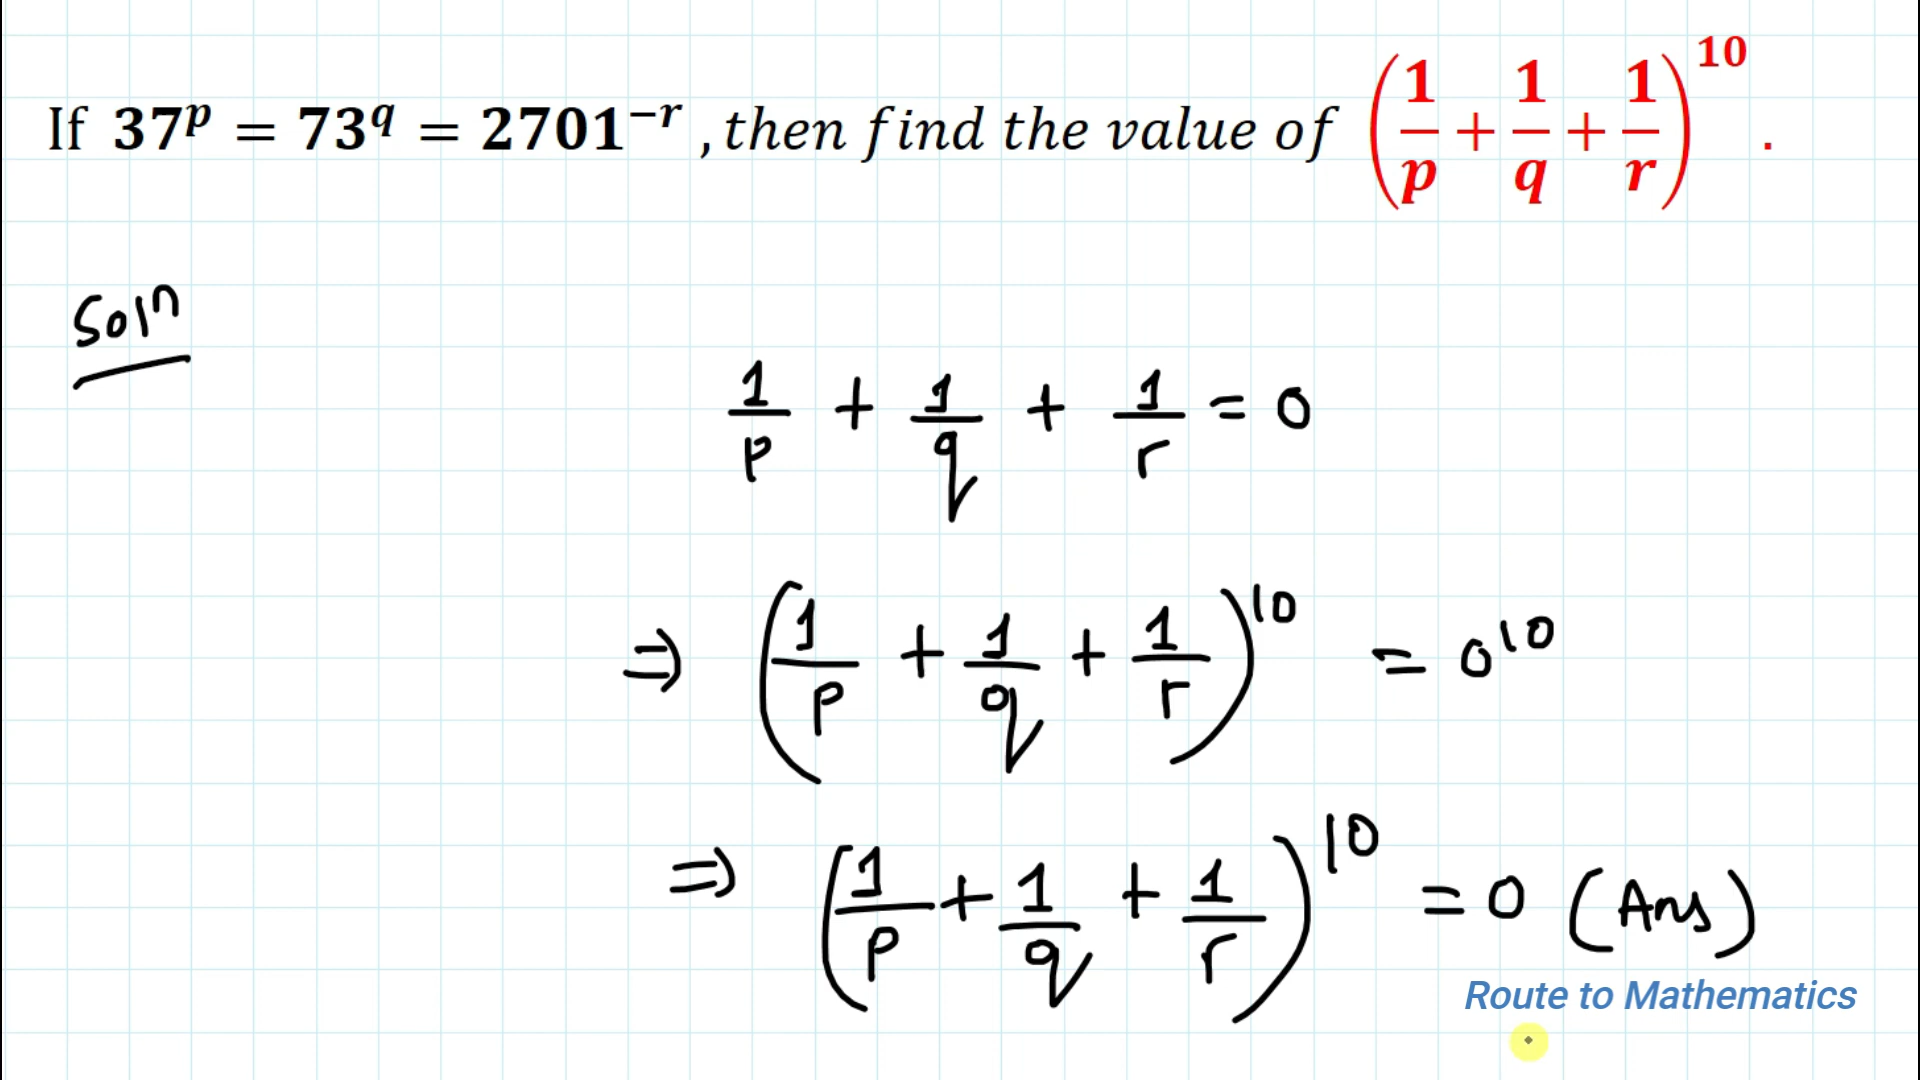 If 37^p = 73^q = 2701^−r , then find the value of (1/p + 1/q + 1/r)^10 .
Soln
1/p + 1/q + 1/r = 0
⇒ (1/p + 1/q + 1/r)^10 = 0^10
⇒ (1/p + 1/q + 1/r)^10 = 0 (Ans)
Route to Mathematics